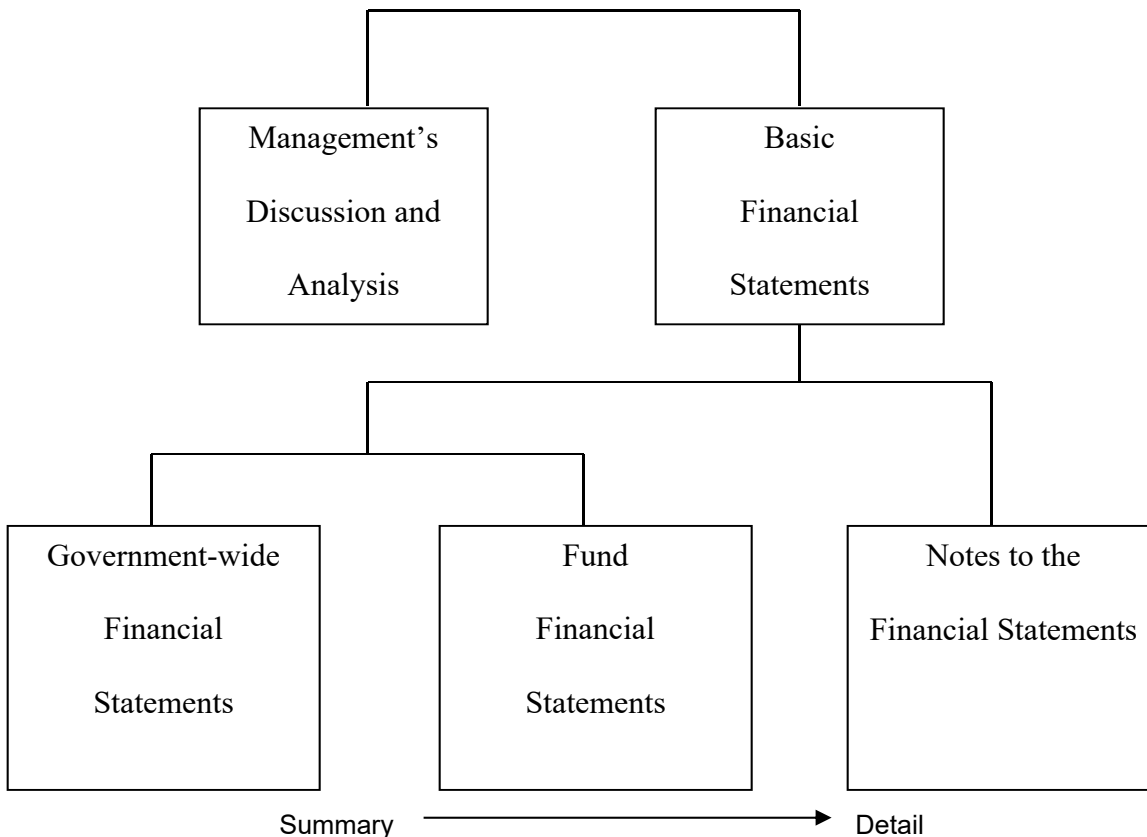 Management’s
Discussion and
Analysis
Basic
Financial
Statements
Government-wide
Financial
Statements
Fund
Financial
Statements
Notes to the
Financial Statements
Summary
Detail